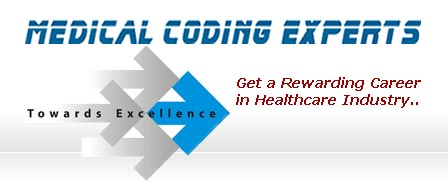 MEDICAL CODING EXPERTS
Get a Rewarding Career
in Healthcare Industry..
Towards Excellence